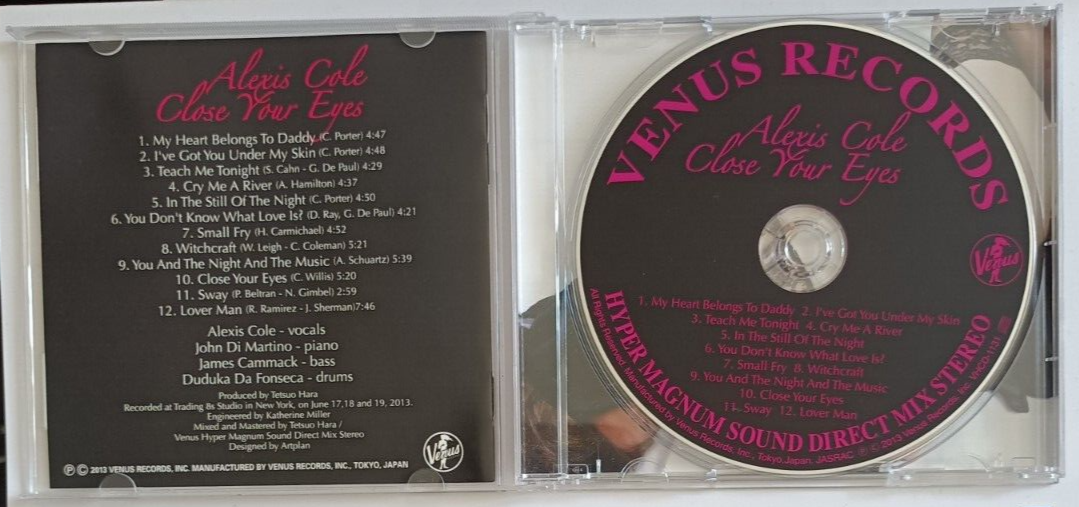 Alexis Cole
Close Your Eyes
1. My Heart Belongs To Daddy (C. Porter) 4:47
2. I've Got You Under My Skin (C. Porter) 4:48
3. Teach Me Tonight (S. Cahn - G. De Paul) 4:29
4. Cry Me A River (A. Hamilton) 4:37
5. In The Still Of The Night (C. Porter) 4:50
6. You Don't Know What Love Is? (D. Ray, G. De Paul) 4:21
7. Small Fry (H. Carmichael) 4:52
8. Witchcraft (W. Leigh - C. Coleman) 5:21
9. You And The Night And The Music (A. Schuartz) 5:39
10. Close Your Eyes (C. Willis) 5:20
11. Sway (P. Beltran - N. Gimbel) 2:59
12. Lover Man (R. Ramirez - J. Sherman)7:46
Alexis Cole - vocals
John Di Martino - piano
James Cammack - bass
Duduka Da Fonseca - drums
Produced by Tetsuo Hara
Recorded at Trading 8s Studio in New York, on June 17,18 and 19, 2013.
Engineered by Katherine Miller
Mixed and Mastered by Tetsuo Hara /
Venus Hyper Magnum Sound Direct Mix Stereo
Designed by Artplan
℗ © 2013 VENUS RECORDS, INC. MANUFACTURED BY VENUS RECORDS, INC., TOKYO, JAPAN
Venus
VENUS RECORDS
Alexis Cole
Close Your Eyes
Venus
1. My Heart Belongs To Daddy 2. I've Got You Under My Skin
3. Teach Me Tonight 4. Cry Me A River
5. In The Still Of The Night
6. You Don't Know What Love Is?
7. Small Fry 8. Witchcraft
9. You And The Night And The Music
10. Close Your Eyes
11. Sway 12. Lover Man
HYPER MAGNUM SOUND DIRECT MIX STEREO
All Rights Reserved. Manufactured by Venus Records, Inc., Tokyo, Japan. JASRAC ℗ © 2013 Venus Records, Inc. VHCD-1131